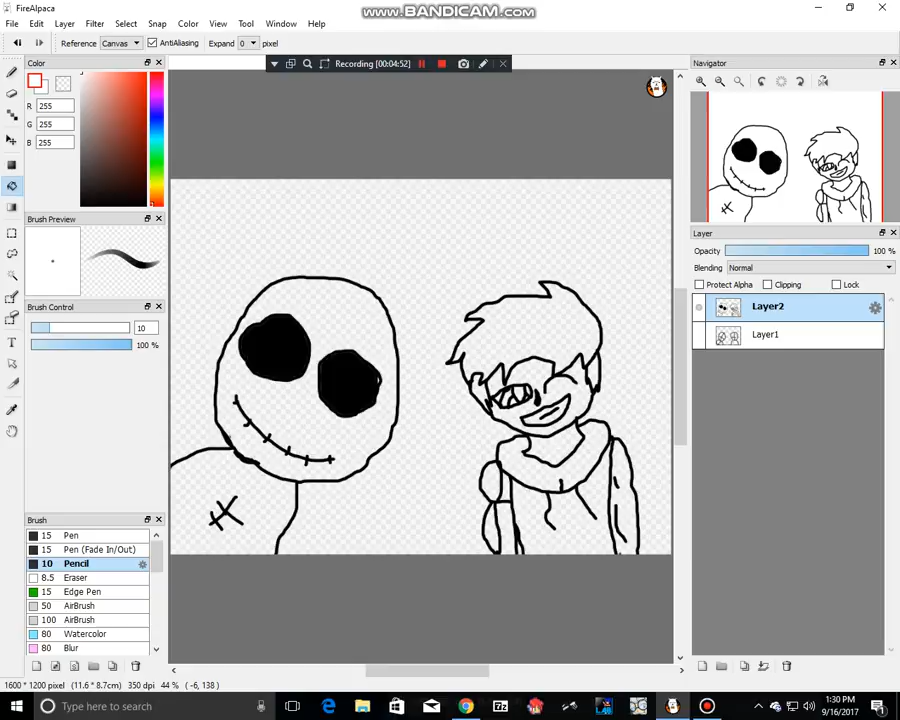 FireAlpaca
www.BANDICAM.com
File Edit Layer Filter Select Snap Color View Tool Window Help
Reference Canvas AntiAliasing Expand 0 pixel
Recording [00:04:52]
Color
R 255
G 255
B 255
Brush Preview
Brush Control
10
100 %
Brush
15 Pen
15 Pen (Fade In/Out)
10 Pencil
8.5 Eraser
15 Edge Pen
50 AirBrush
100 AirBrush
80 Watercolor
80 Blur
Navigator
Layer
Opacity 100 %
Blending Normal
Protect Alpha Clipping Lock
Layer2
Layer1
1600 * 1200 pixel (11.6 * 8.7cm) 350 dpi 44 % ( -6, 138 )
Type here to search
1:30 PM
9/16/2017